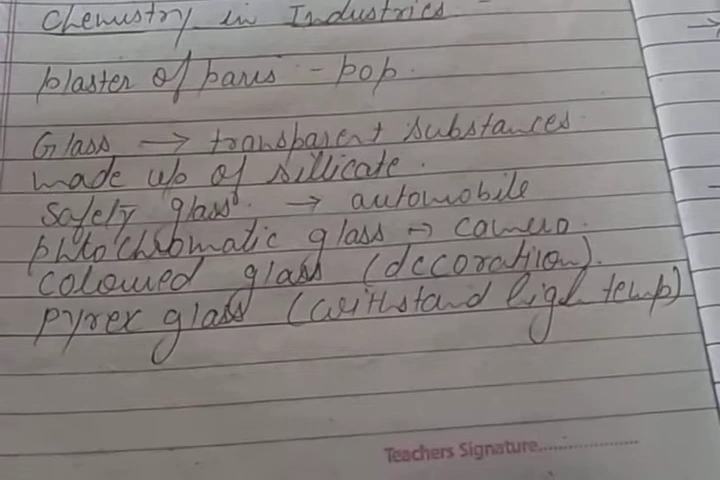 Chemistry in Industries
plaster of paris - pop.
Glass → transparent substances
made up of sillicate.
Safety glass → automobile
photochromatic glass → camera.
coloured glass (decoration).
pyrex glass (withstand high temp)
Teachers Signature....................